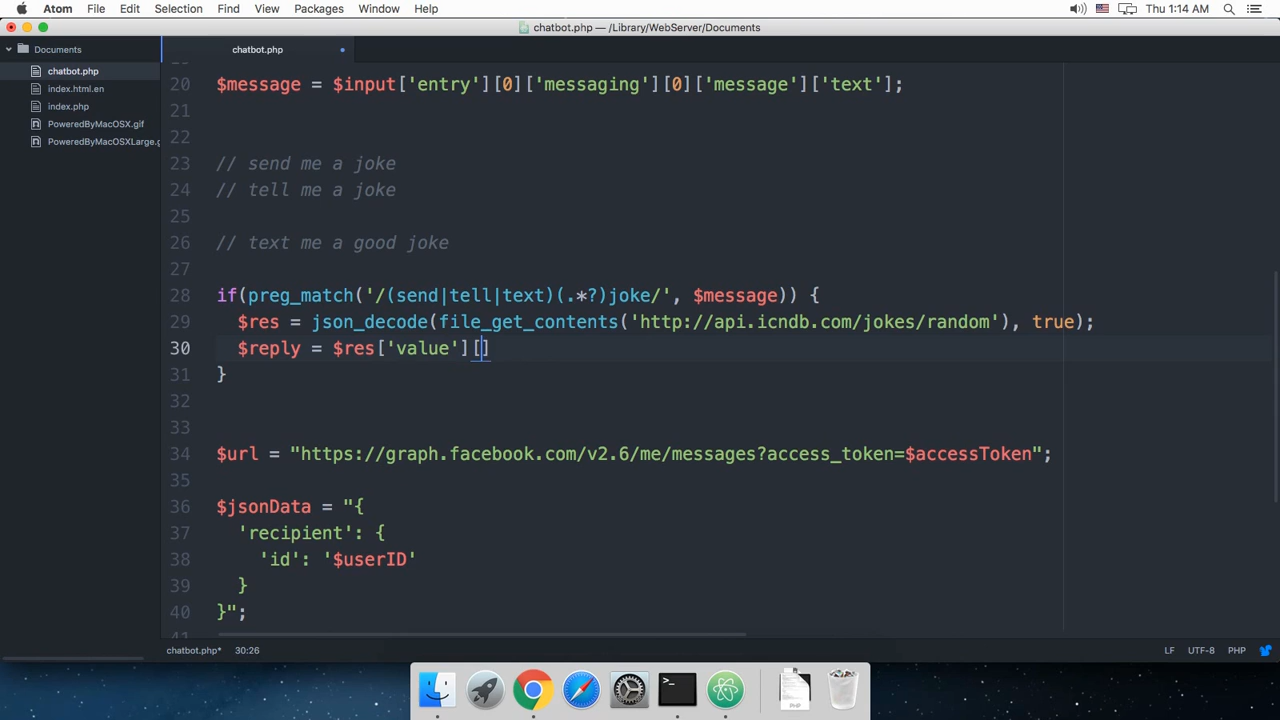 Atom File Edit Selection Find View Packages Window Help Thu 1:14 AM
chatbot.php — /Library/WebServer/Documents
Documents
chatbot.php
index.html.en
index.php
PoweredByMacOSX.gif
PoweredByMacOSXLarge.g
chatbot.php
20 $message = $input['entry'][0]['messaging'][0]['message']['text'];
21
22
23 // send me a joke
24 // tell me a joke
25
26 // text me a good joke
27
28 if(preg_match('/(send|tell|text)(.*?)joke/', $message)) {
29 $res = json_decode(file_get_contents('http://api.icndb.com/jokes/random'), true);
30 $reply = $res['value'][]
31 }
32
33
34 $url = "https://graph.facebook.com/v2.6/me/messages?access_token=$accessToken";
35
36 $jsonData = "{
37 'recipient': {
38 'id': '$userID'
39 }
40 }";
chatbot.php* 30:26 LF UTF-8 PHP
PHP